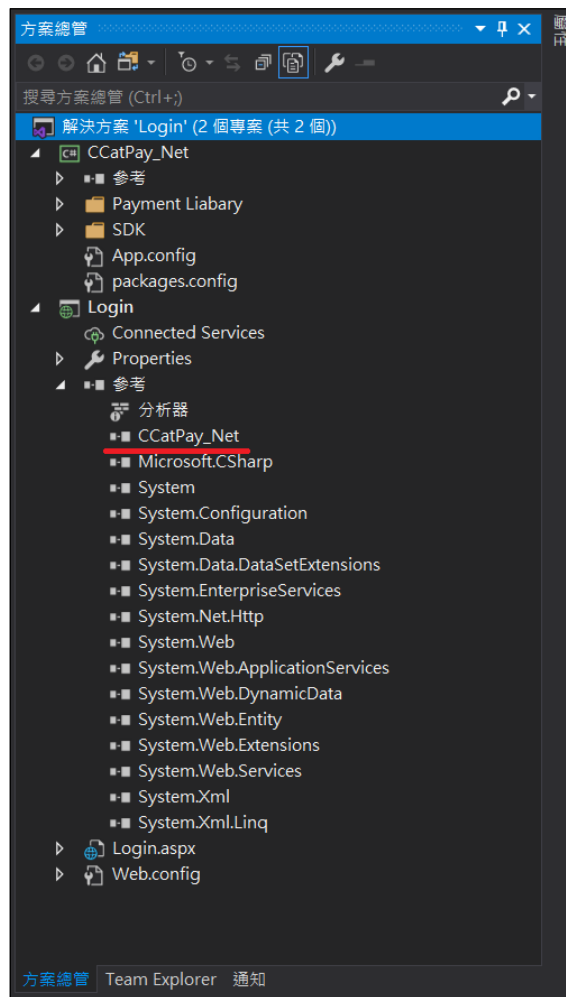 方案總管
搜尋方案總管 (Ctrl+;)
解決方案 'Login' (2 個專案 (共 2 個))
CCatPay_Net
參考
Payment Liabary
SDK
App.config
packages.config
Login
Connected Services
Properties
參考
分析器
CCatPay_Net
Microsoft.CSharp
System
System.Configuration
System.Data
System.Data.DataSetExtensions
System.EnterpriseServices
System.Net.Http
System.Web
System.Web.ApplicationServices
System.Web.DynamicData
System.Web.Entity
System.Web.Extensions
System.Web.Services
System.Xml
System.Xml.Linq
Login.aspx
Web.config
方案總管 Team Explorer 通知